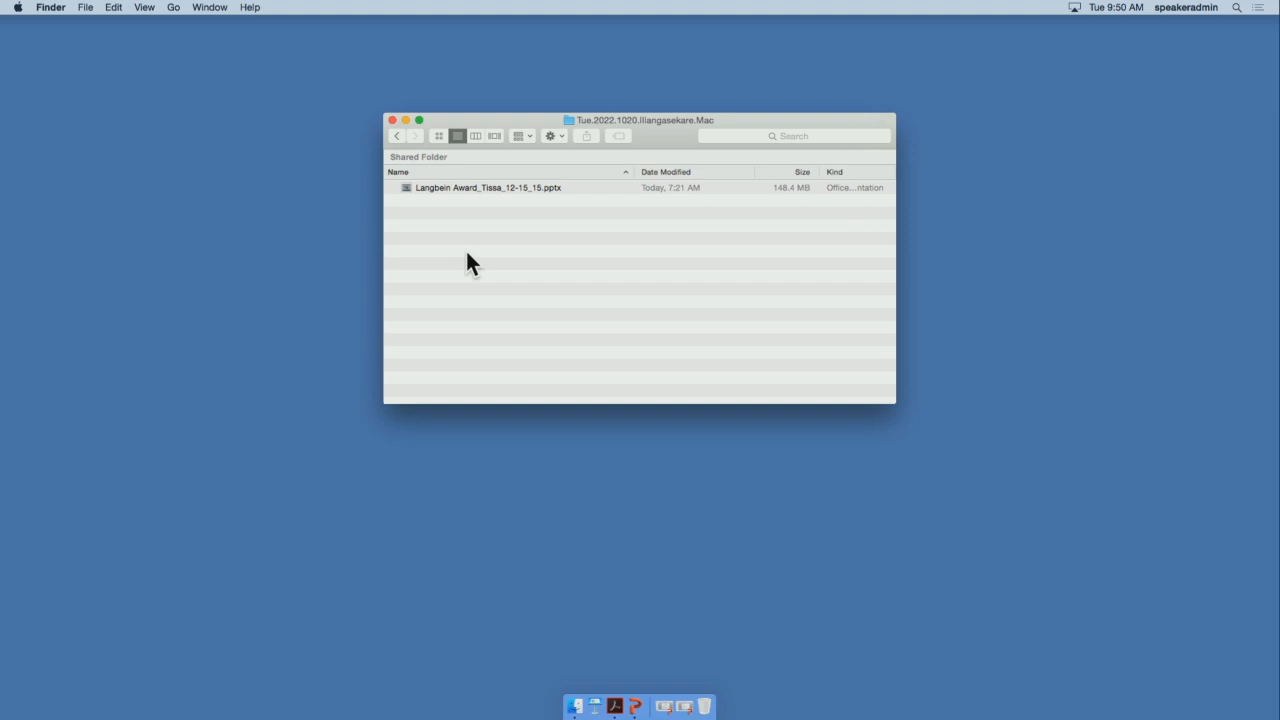 Finder File Edit View Go Window Help Tue 9:50 AM speakeradmin
Tue.2022.1020.Illangasekare.Mac
Search
Shared Folder
Name Date Modified Size Kind
Langbein Award_Tissa_12-15_15.pptx Today, 7:21 AM 148.4 MB Office...ntation